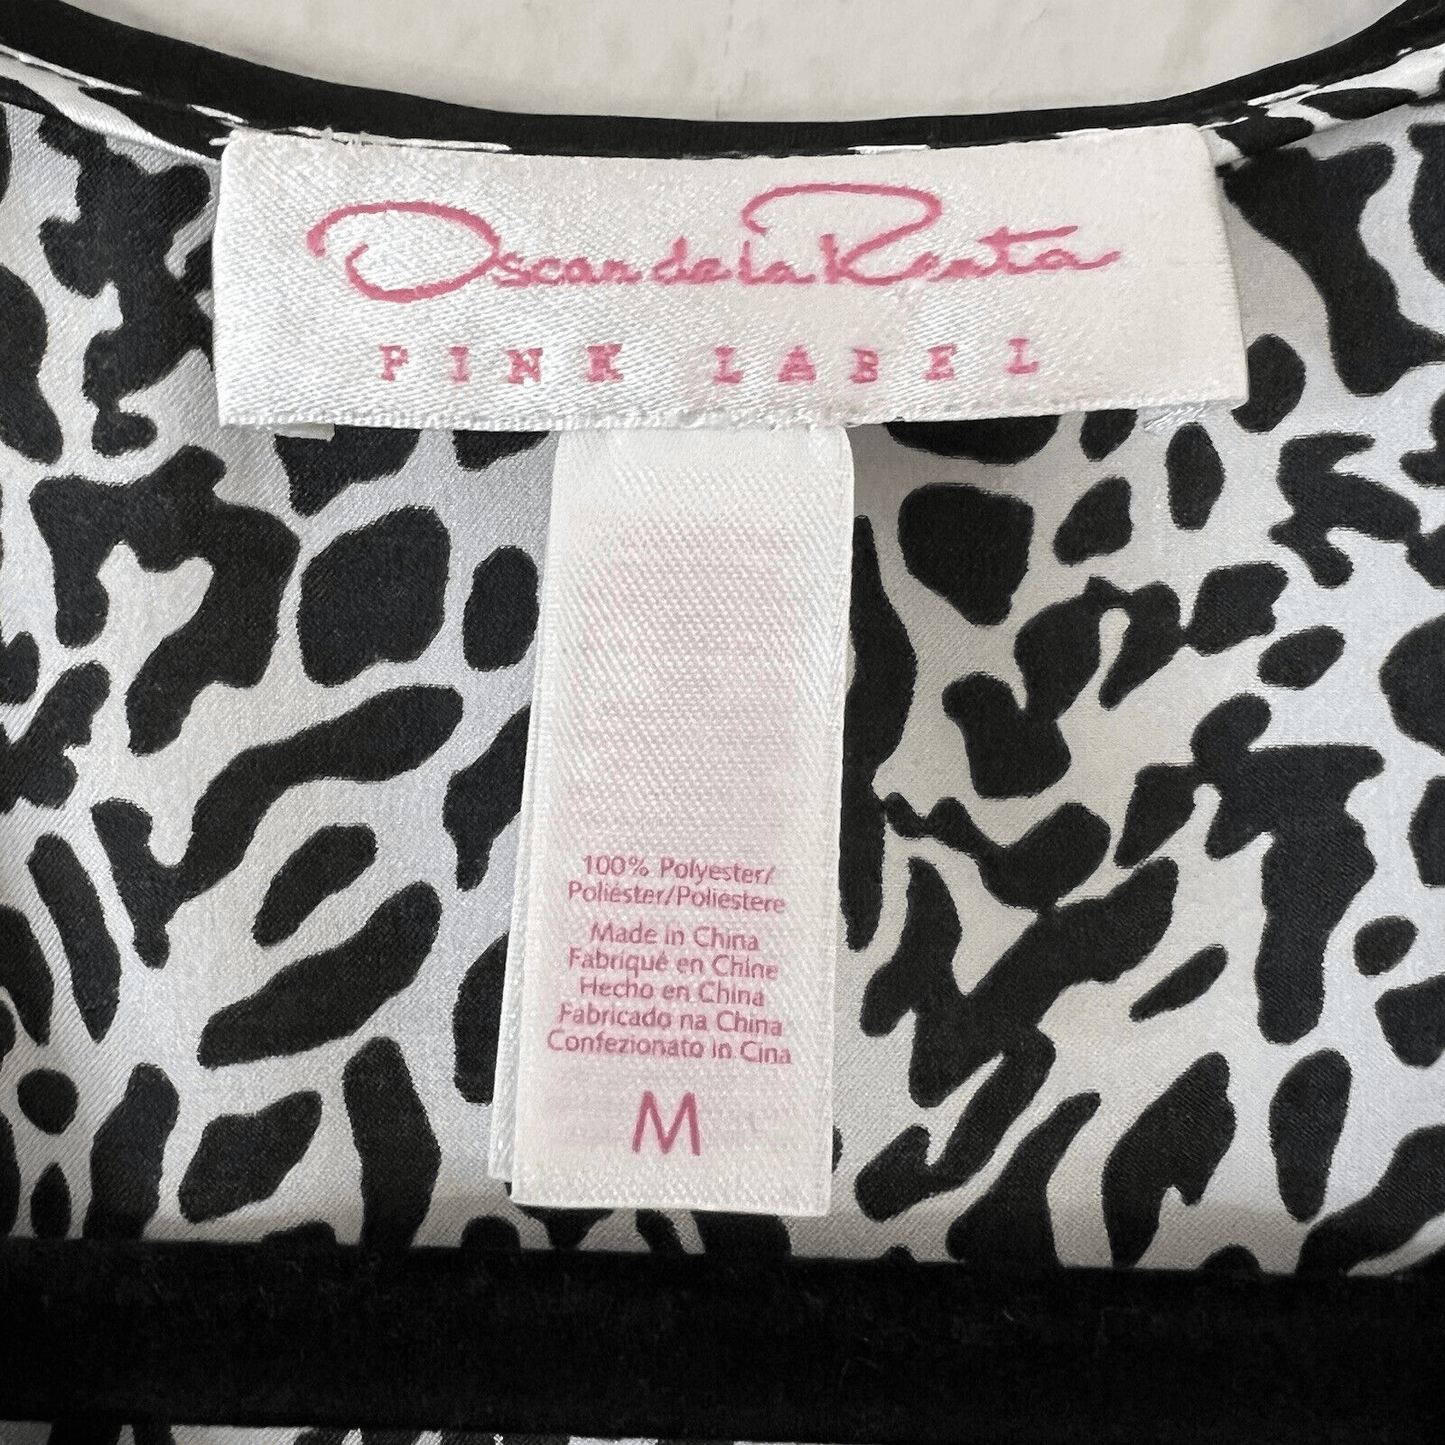 Oscar de la Renta
PINK LABEL
100% Polyester/
Poliéster/Poliestere
Made in China
Fabriqué en Chine
Hecho en China
Fabricado na China
Confezionato in Cina
M